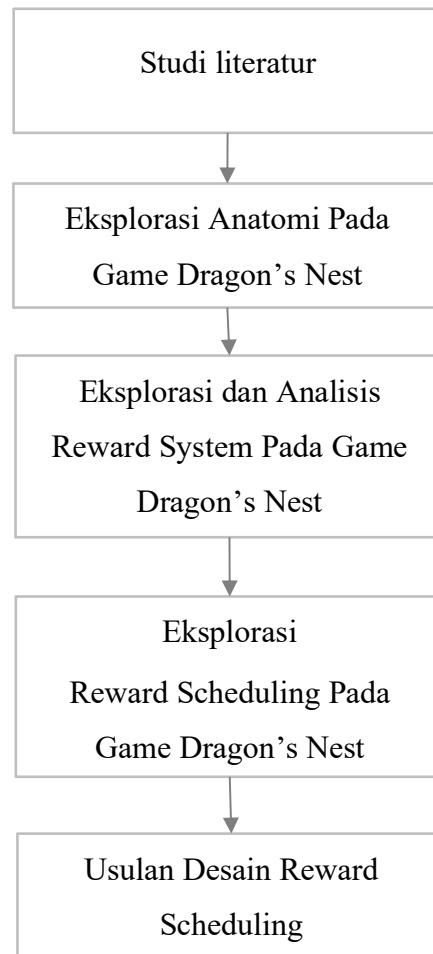 Studi literatur
Eksplorasi Anatomi Pada
Game Dragon’s Nest
Eksplorasi dan Analisis
Reward System Pada Game
Dragon’s Nest
Eksplorasi
Reward Scheduling Pada
Game Dragon’s Nest
Usulan Desain Reward
Scheduling